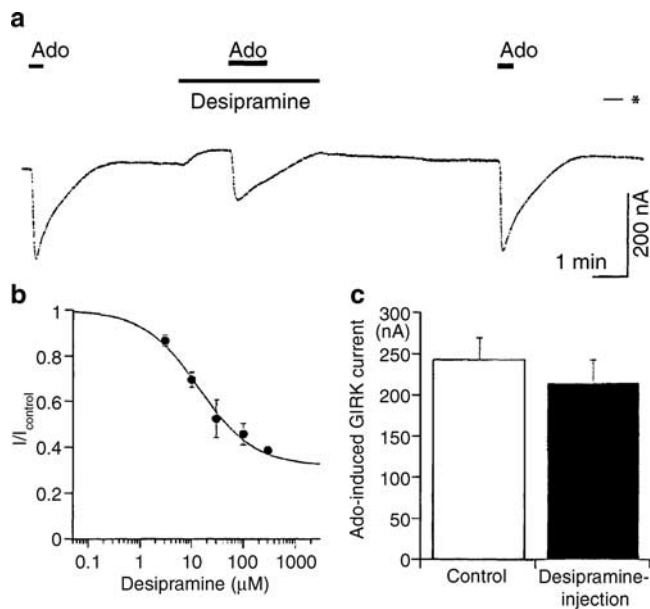 a
Ado Ado Ado
Desipramine
*
1 min
200 nA
b
1
0.8
0.6
0.4
0.2
0
I/Icontrol
0.1 1 10 100 1000
Desipramine (μM)
c
300
(nA)
250
200
150
100
50
0
Ado-induced GIRK current
Control Desipramine-
injection